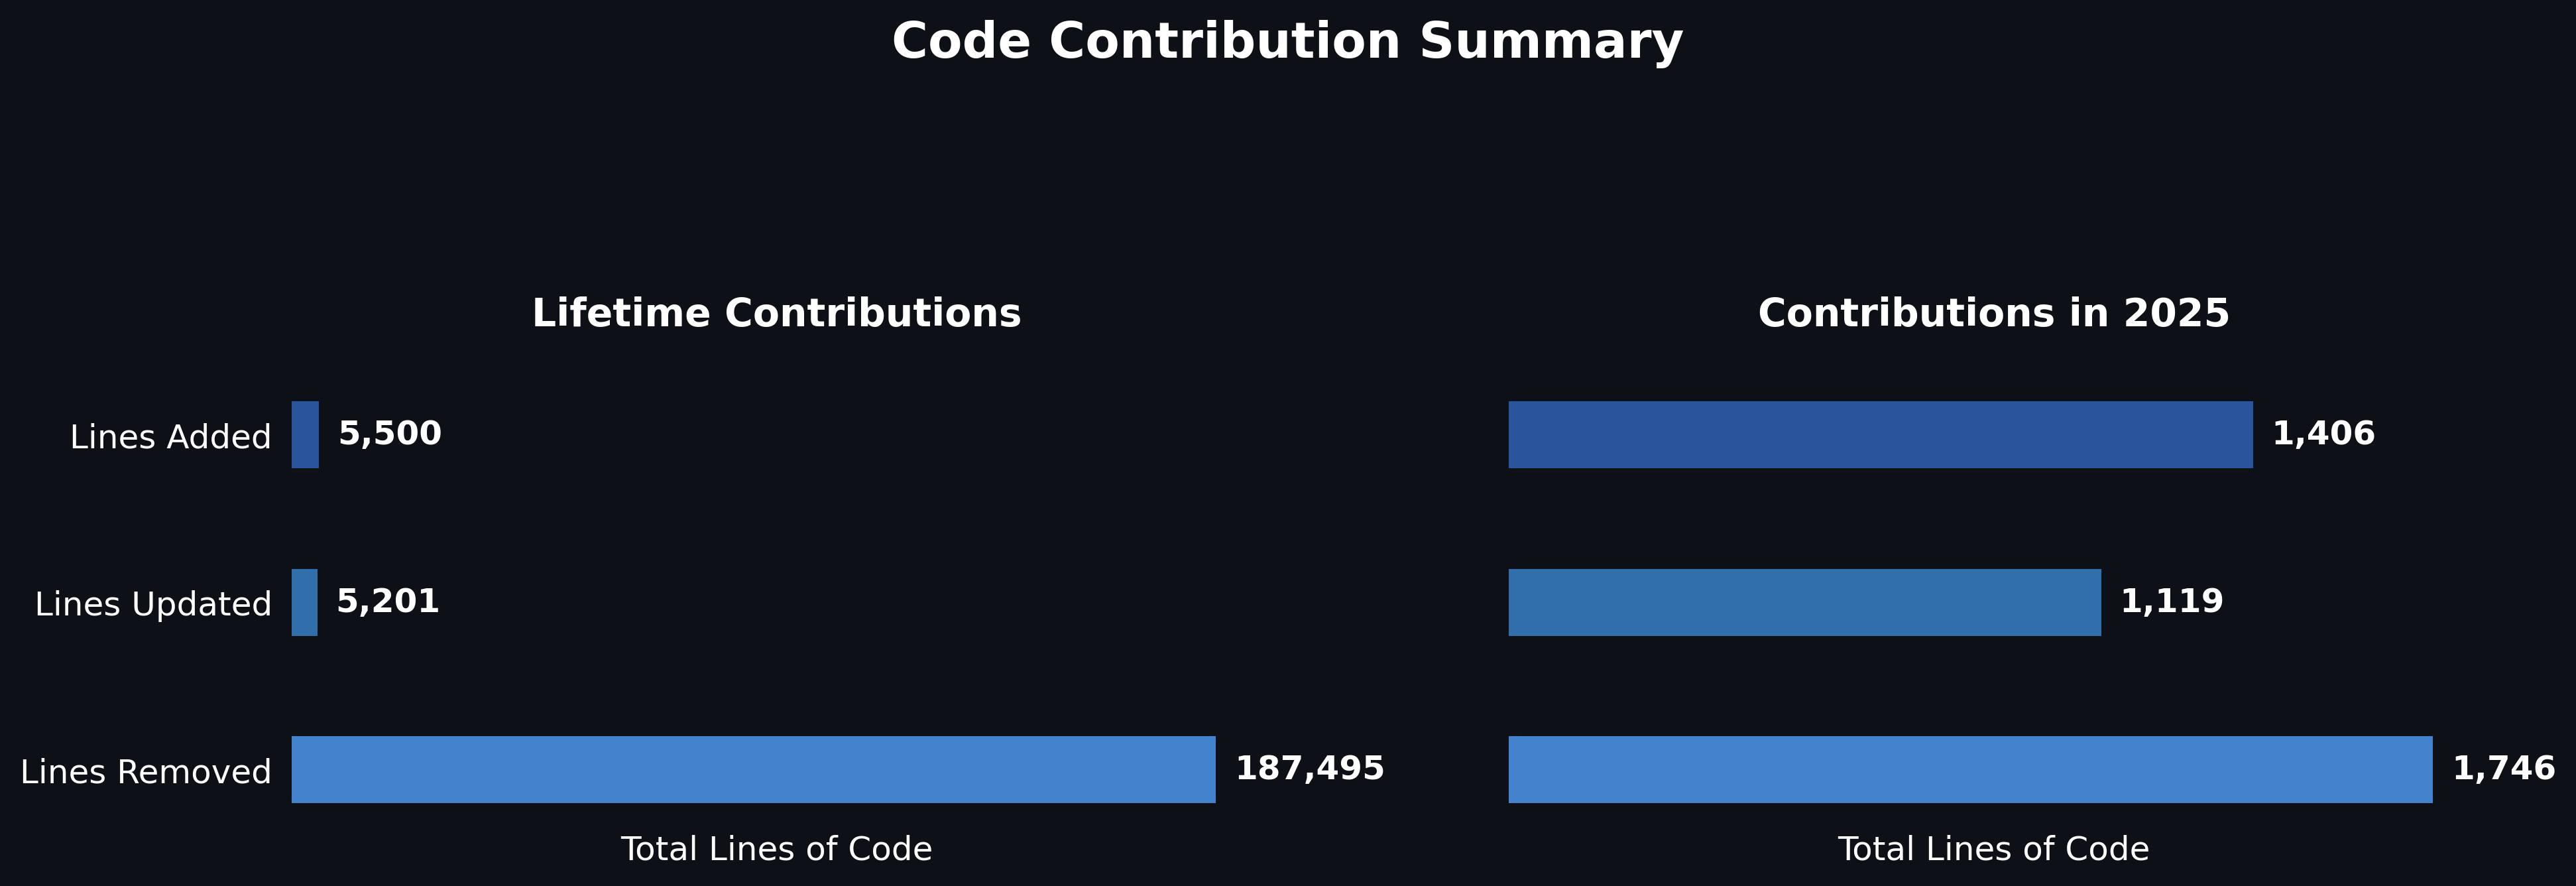 Code Contribution Summary
Lifetime Contributions
Lines Added 5,500
Lines Updated 5,201
Lines Removed 187,495
Total Lines of Code
Contributions in 2025
1,406
1,119
1,746
Total Lines of Code